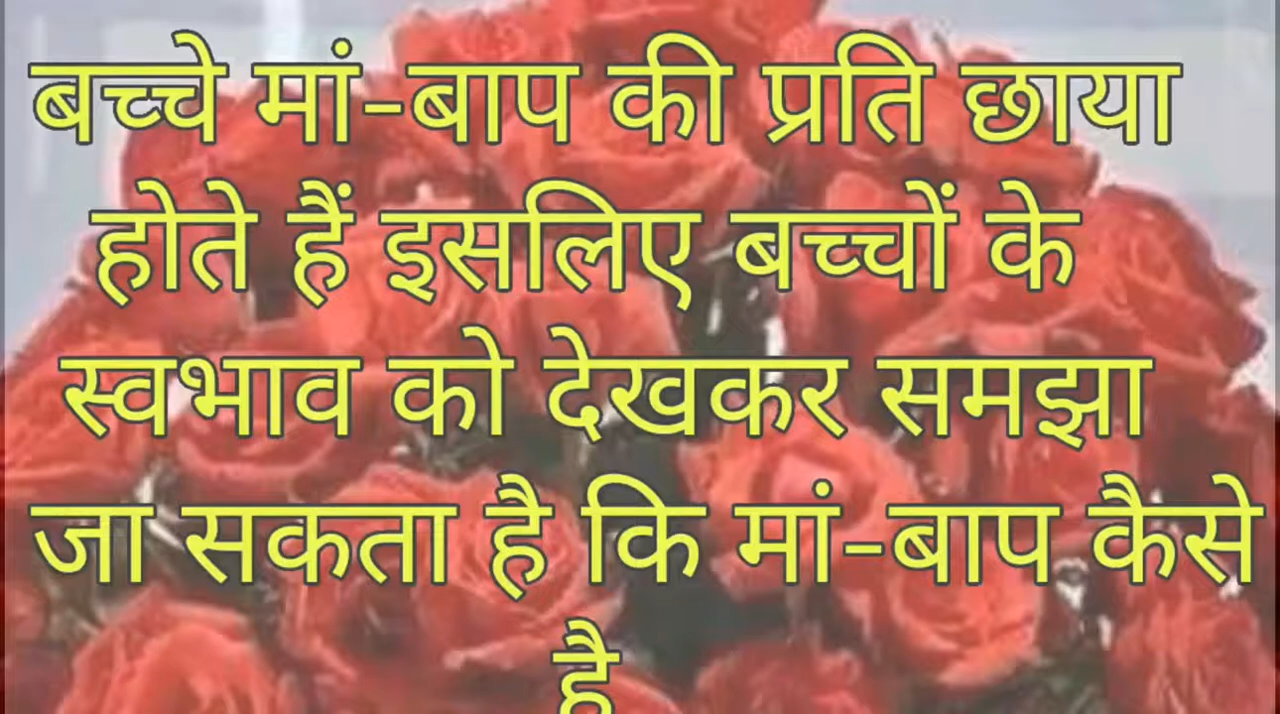 बच्चे मां-बाप की प्रति छाया
होते हैं इसलिए बच्चों के
स्वभाव को देखकर समझा
जा सकता है कि मां-बाप कैसे
है